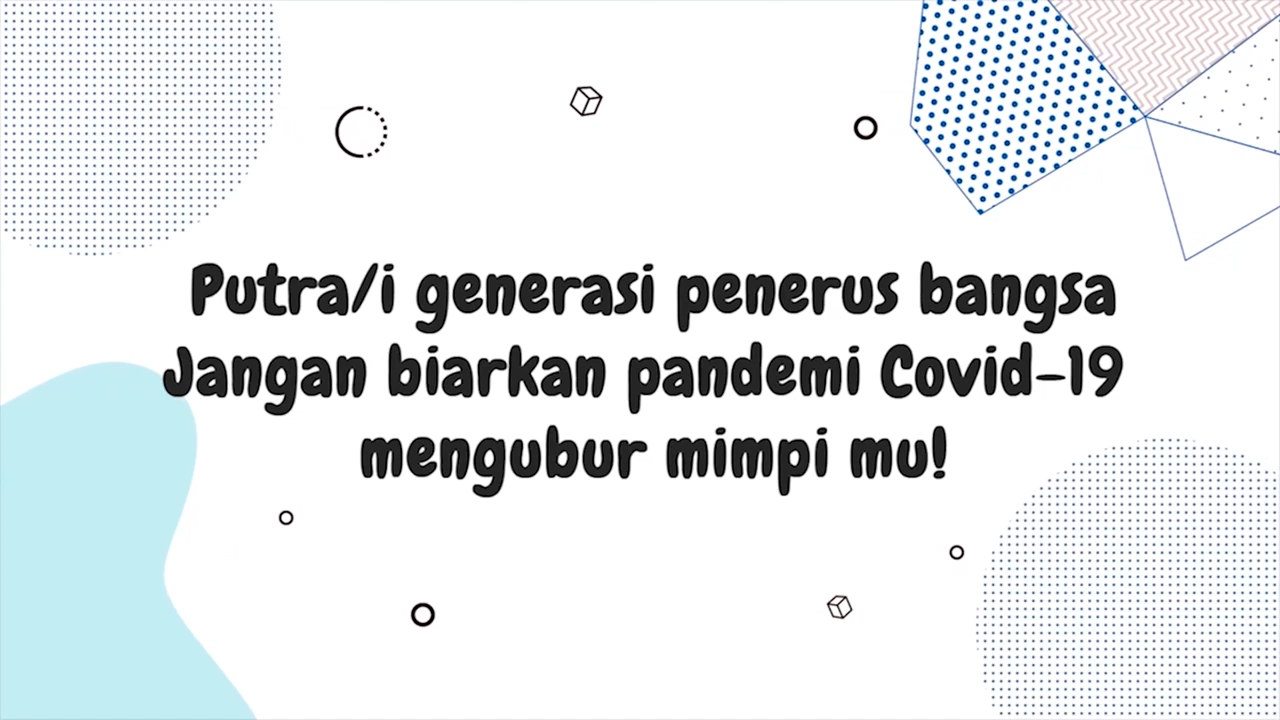 Putra/i generasi penerus bangsa
Jangan biarkan pandemi Covid-19
mengubur mimpi mu!